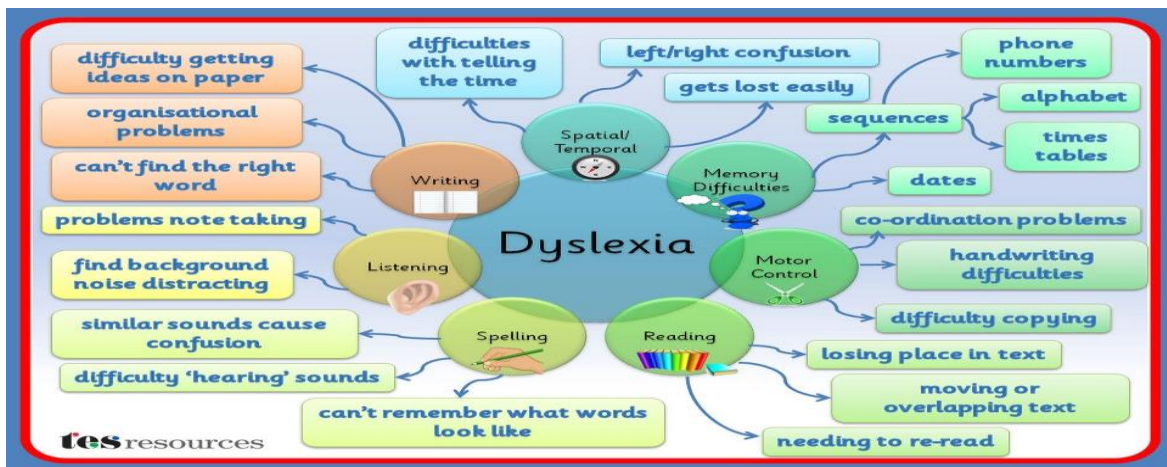 difficulty getting
ideas on paper
organisational
problems
can't find the right
word
problems note taking
find background
noise distracting
similar sounds cause
confusion
difficulty 'hearing' sounds
can't remember what words
look like
difficulties
with telling
the time
left/right confusion
gets lost easily
sequences
phone
numbers
alphabet
times
tables
dates
co-ordination problems
handwriting
difficulties
difficulty copying
losing place in text
moving or
overlapping text
needing to re-read
Spatial/
Temporal
Memory
Difficulties
Motor
Control
Reading
Spelling
Listening
Writing
Dyslexia
tes resources